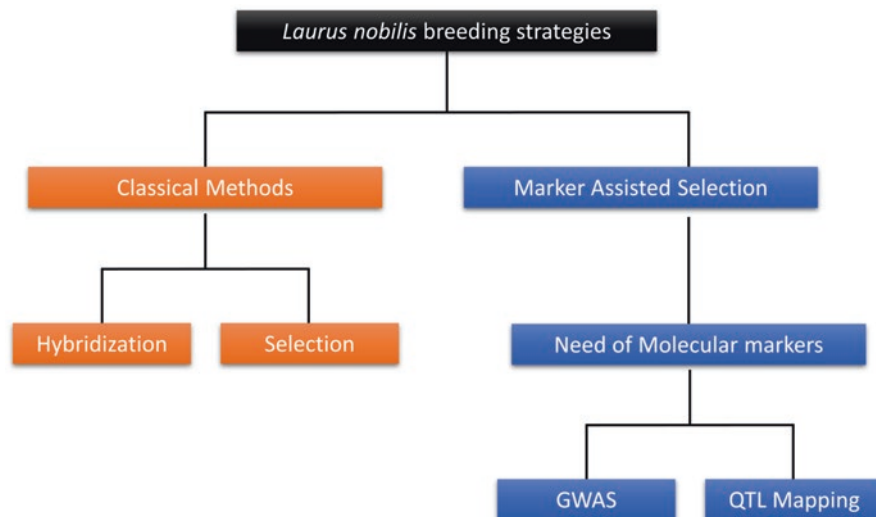 Laurus nobilis breeding strategies
Classical Methods
Marker Assisted Selection
Hybridization
Selection
Need of Molecular markers
GWAS
QTL Mapping